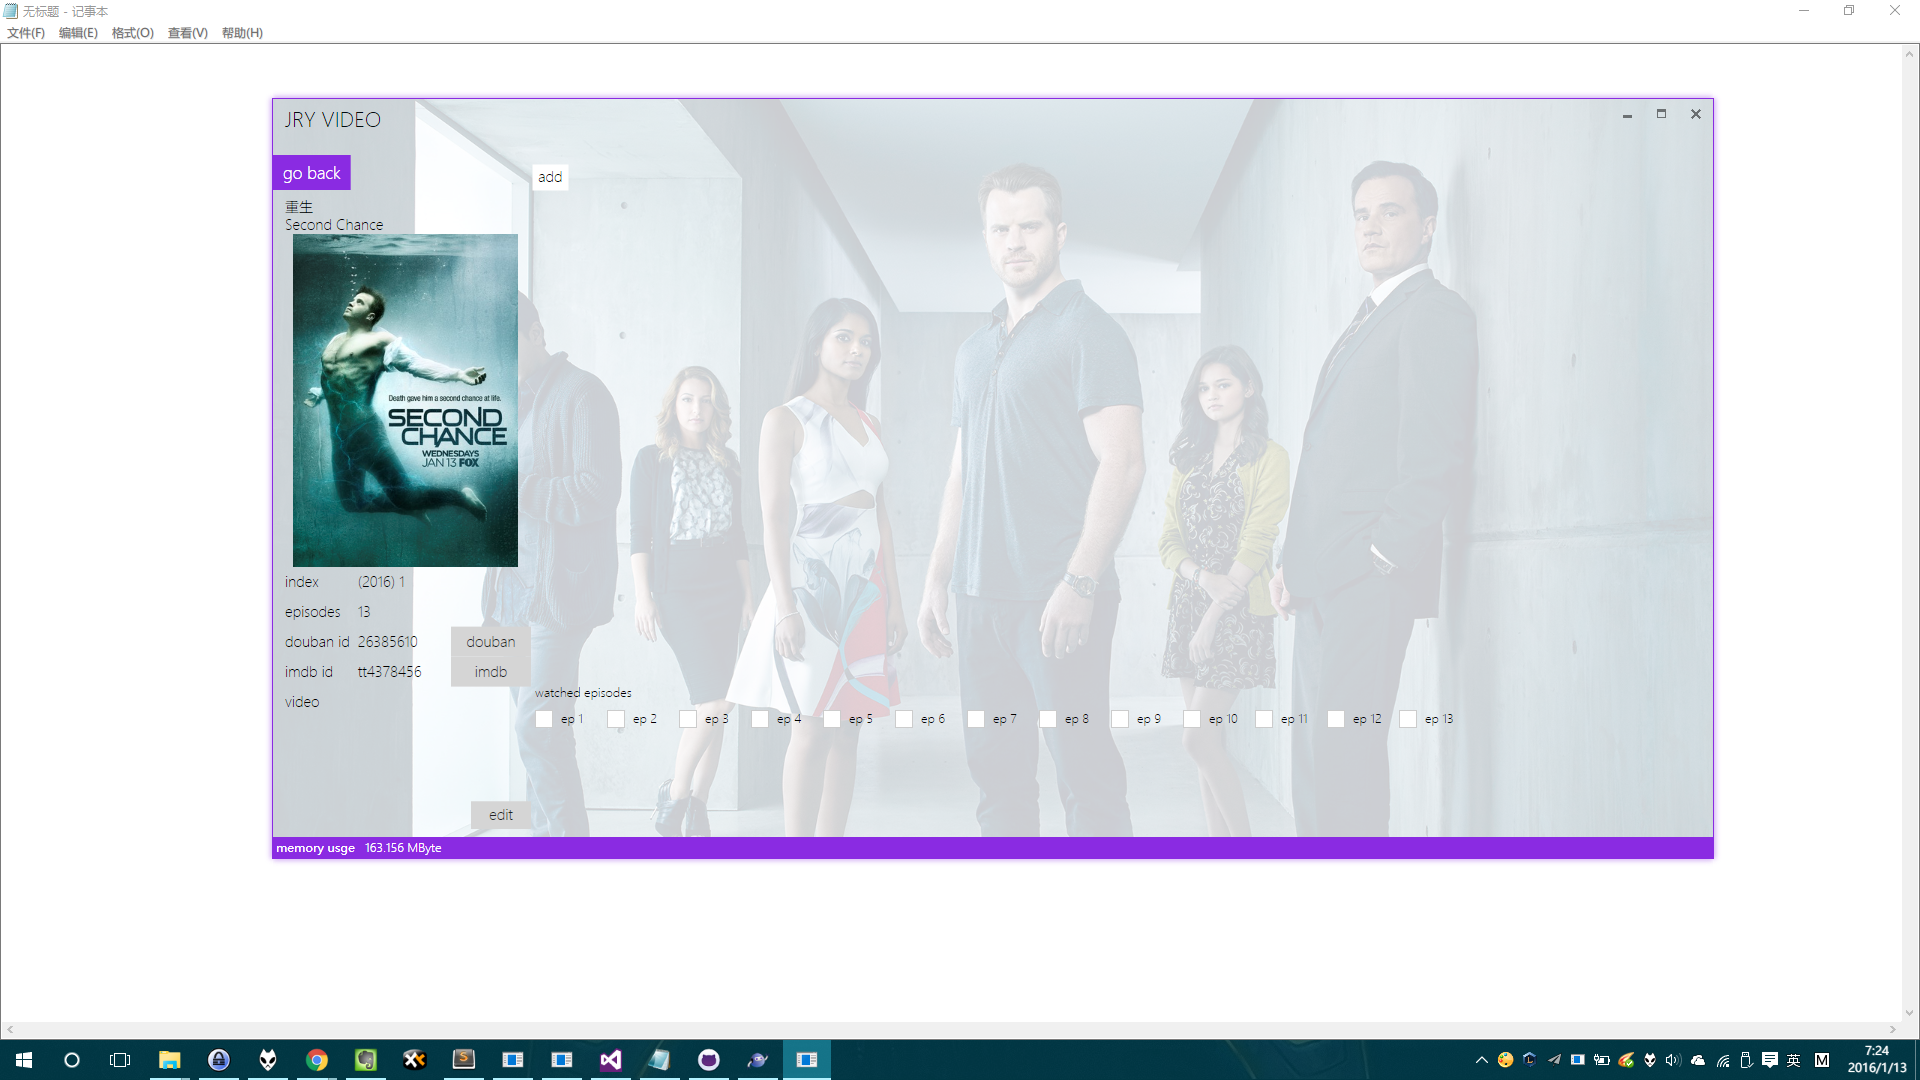 无标题 - 记事本
文件(F) 编辑(E) 格式(O) 查看(V) 帮助(H)
JRY VIDEO
go back
add
重生
Second Chance
Death gave him a second chance at life.
SECOND
CHANCE
WEDNESDAYS
JAN 13 FOX
index (2016) 1
episodes 13
douban id 26385610 douban
imdb id tt4378456 imdb
video
watched episodes
ep 1 ep 2 ep 3 ep 4 ep 5 ep 6 ep 7 ep 8 ep 9 ep 10 ep 11 ep 12 ep 13
edit
memory usge 163.156 MByte
英 M
7:24
2016/1/13